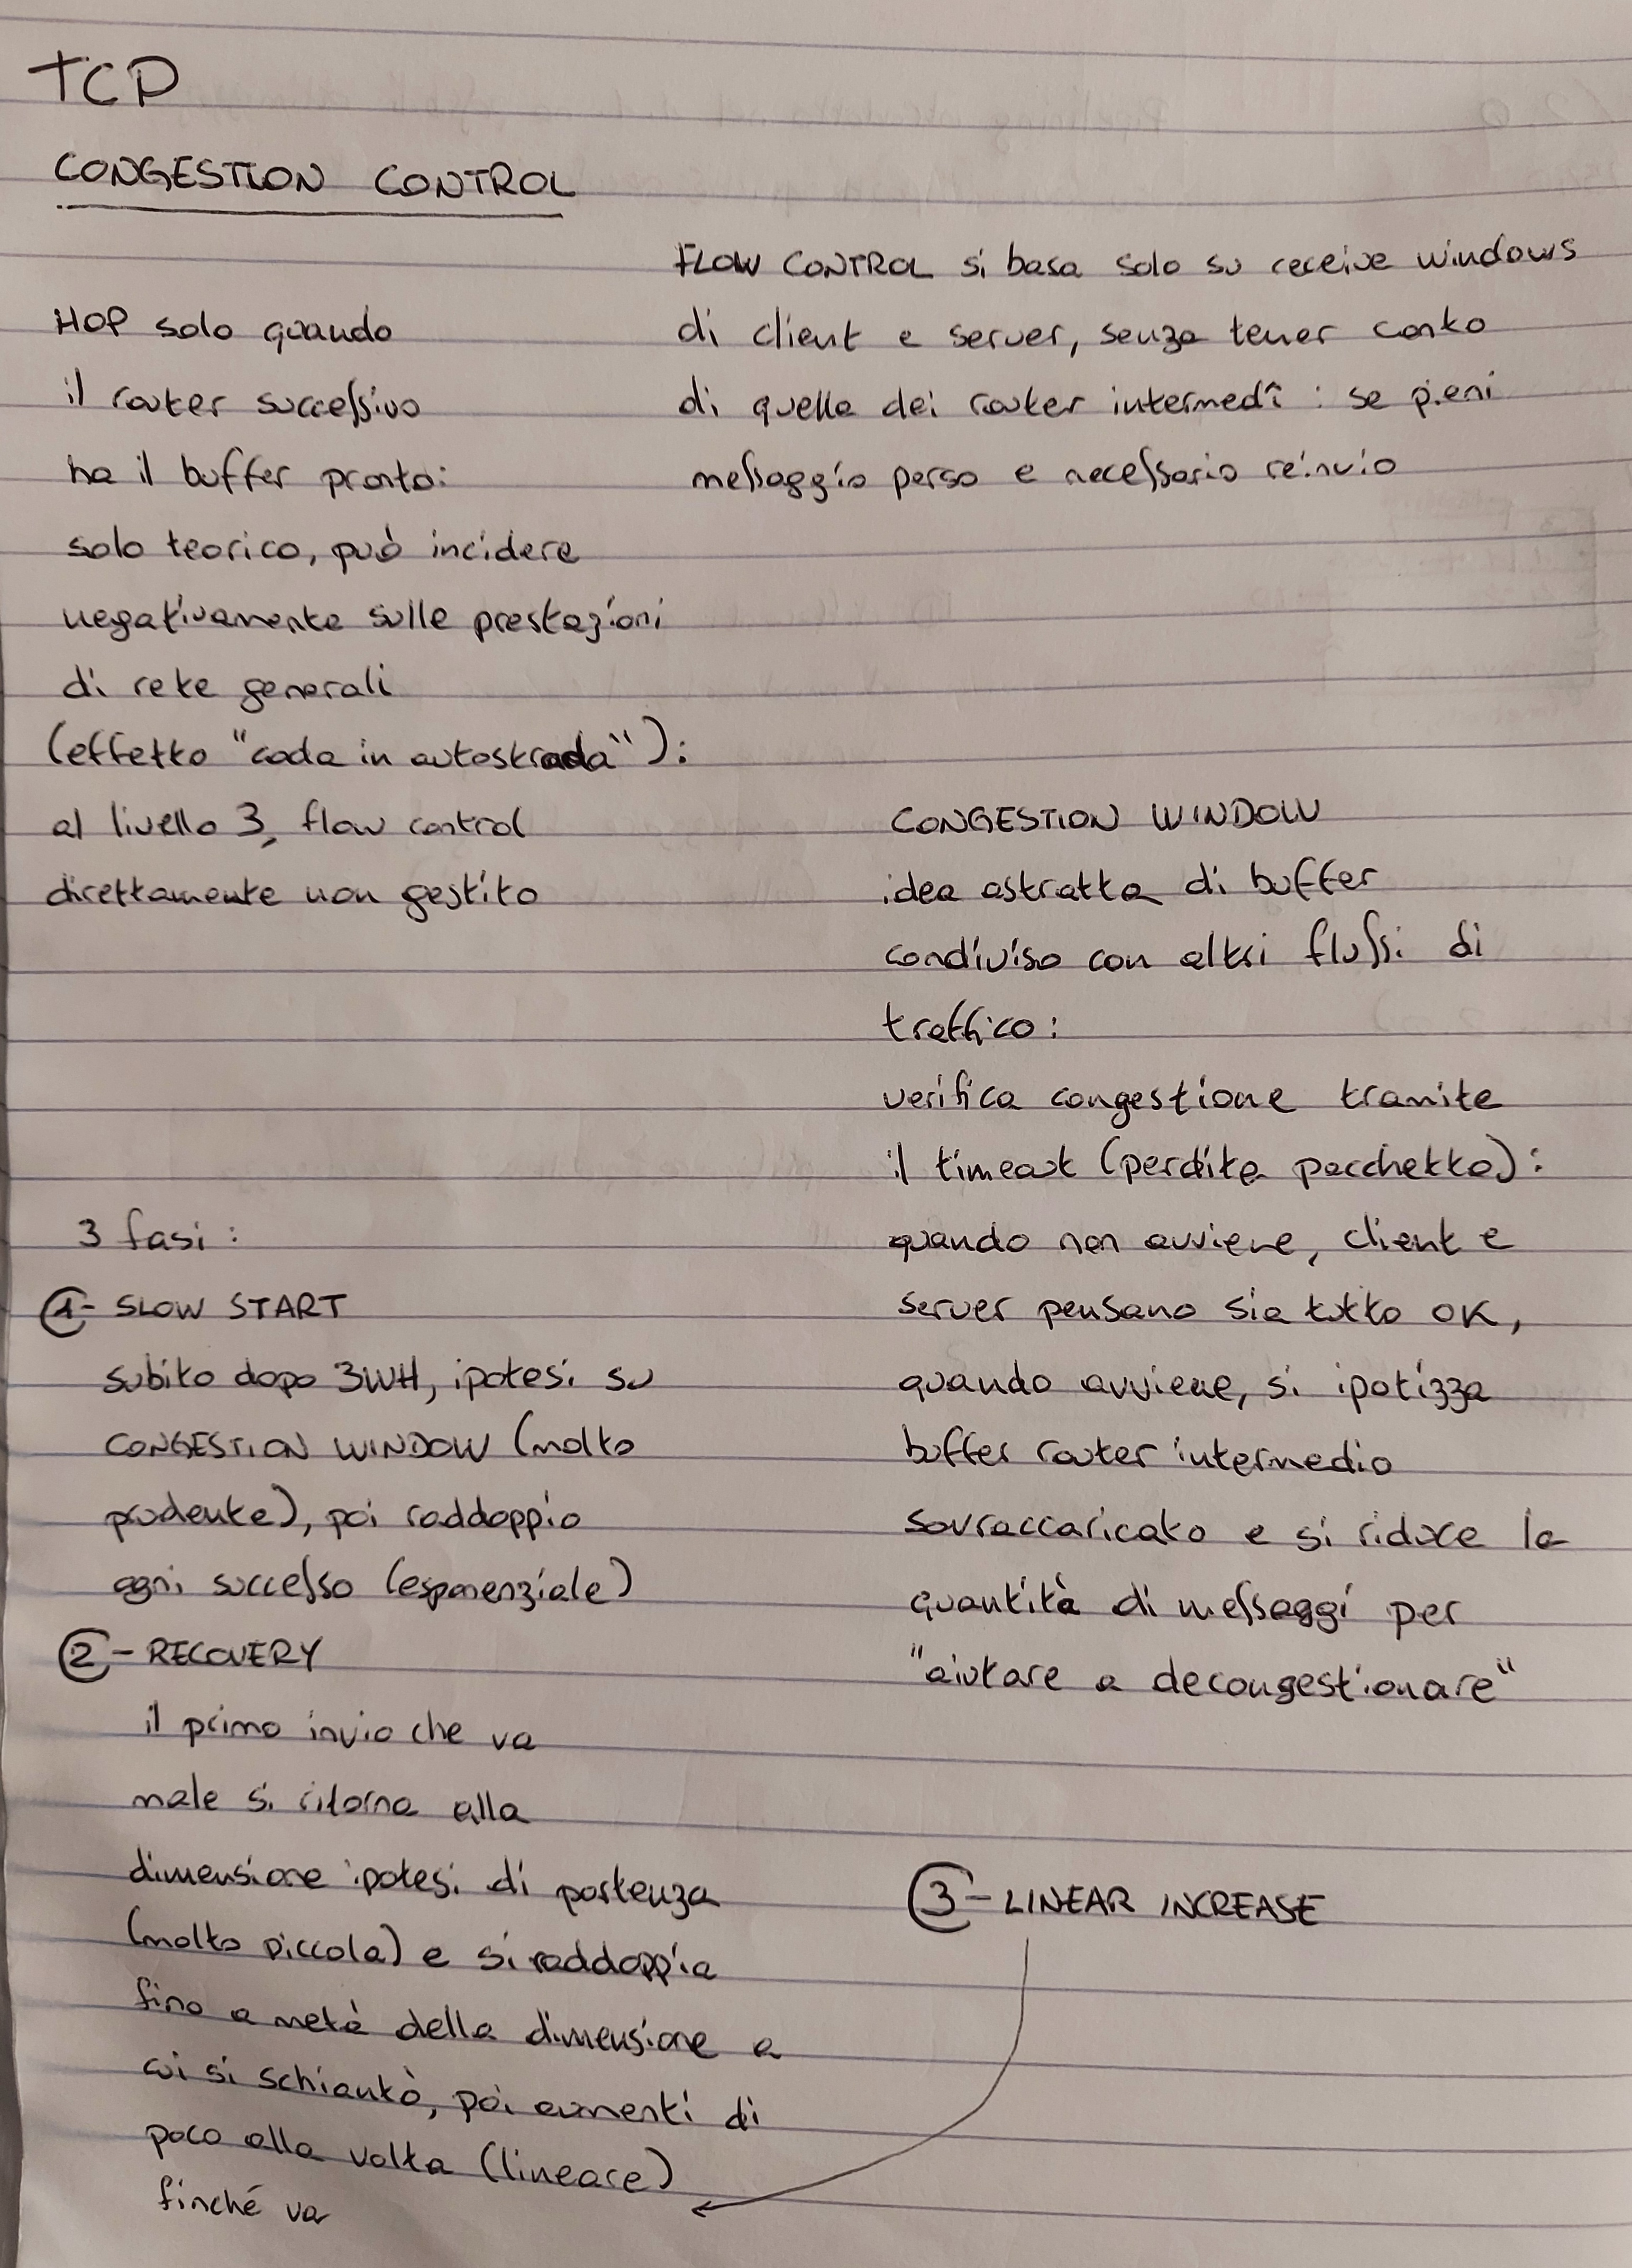 TCP
CONGESTION CONTROL
FLOW CONTROL si basa solo su receive windows
di client e server, senza tener conto
di quelle dei router intermedî : se pieni
messaggio perso e necessario reinvio
HOP solo quando
il router successivo
ha il buffer pronto:
solo teorico, può incidere
negativamente sulle prestazioni
di rete generali
(effetto "coda in autostrada"):
al livello 3, flow control
direttamente non gestito
CONGESTION WINDOW
idea astratta di buffer
condiviso con altri flussi di
traffico:
verifica congestione tramite
il timeout (perdita pacchetto):
quando non avviene, client e
server pensano sia tutto OK,
quando avviene, si ipotizza
buffer router intermedio
sovraccaricato e si riduce la
quantità di messaggi per
"aiutare a decongestionare"
3 fasi:
1- SLOW START
subito dopo 3WH, ipotesi su
CONGESTION WINDOW (molto
prudente), poi raddoppio
ogni successo (esponenziale)
2- RECOVERY
il primo invio che va
male si ritorna alla
dimensione ipotesi di partenza
(molto piccola) e si raddoppia
fino a metà della dimensione a
cui si schiantò, poi aumenti di
poco alla volta (lineare)
finché va
3- LINEAR INCREASE